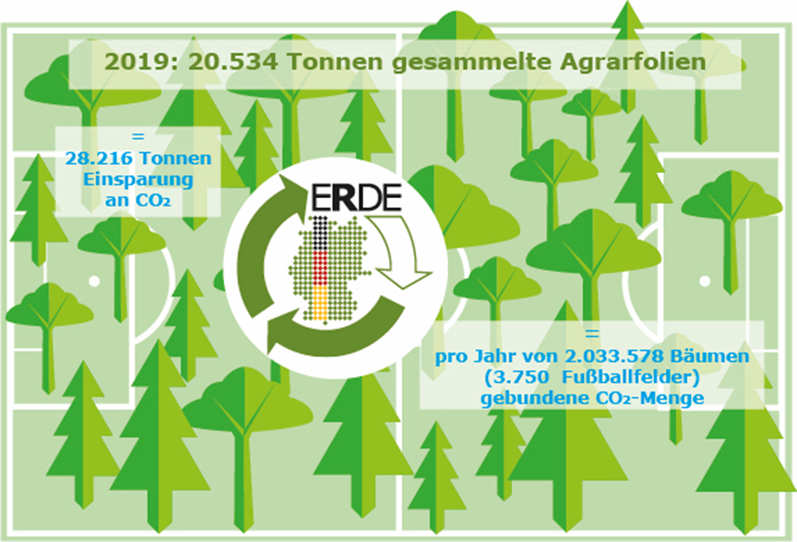 2019: 20.534 Tonnen gesammelte Agrarfolien
=
28.216 Tonnen
Einsparung
an CO₂
ERDE
=
pro Jahr von 2.033.578 Bäumen
(3.750 Fußballfelder)
gebundene CO₂-Menge